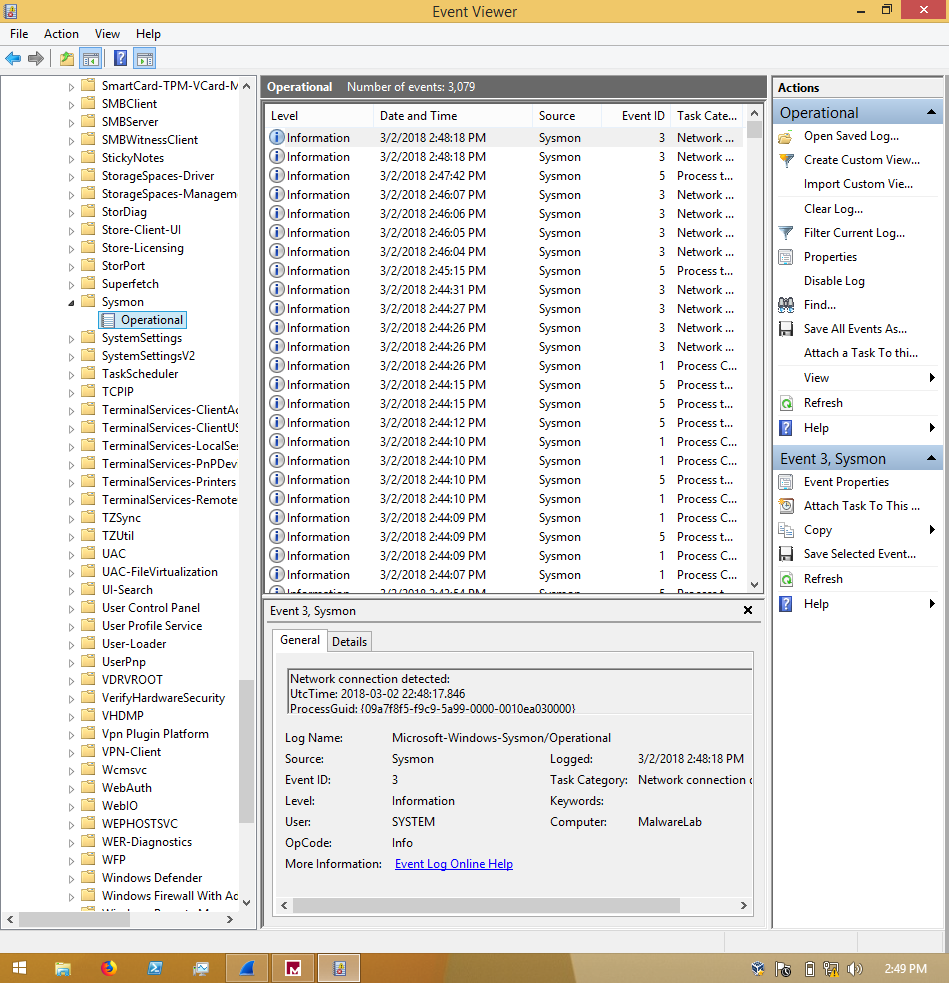 Event Viewer
File Action View Help
SmartCard-TPM-VCard-M
SMBClient
SMBServer
SMBWitnessClient
StickyNotes
StorageSpaces-Driver
StorageSpaces-Managem
StorDiag
Store-Client-UI
Store-Licensing
StorPort
Superfetch
Sysmon
Operational
SystemSettings
SystemSettingsV2
TaskScheduler
TCPIP
TerminalServices-ClientAc
TerminalServices-ClientUS
TerminalServices-LocalSes
TerminalServices-PnPDev
TerminalServices-Printers
TerminalServices-Remote
TZSync
TZUtil
UAC
UAC-FileVirtualization
UI-Search
User Control Panel
User Profile Service
User-Loader
UserPnp
VDRVROOT
VerifyHardwareSecurity
VHDMP
Vpn Plugin Platform
VPN-Client
Wcmsvc
WebAuth
WebIO
WEPHOSTSVC
WER-Diagnostics
WFP
Windows Defender
Windows Firewall With Ad
Operational Number of events: 3,079
Level Date and Time Source Event ID Task Cate...
Information 3/2/2018 2:48:18 PM Sysmon 3 Network ...
Information 3/2/2018 2:48:18 PM Sysmon 3 Network ...
Information 3/2/2018 2:47:42 PM Sysmon 5 Process t...
Information 3/2/2018 2:46:07 PM Sysmon 3 Network ...
Information 3/2/2018 2:46:06 PM Sysmon 3 Network ...
Information 3/2/2018 2:46:05 PM Sysmon 3 Network ...
Information 3/2/2018 2:46:04 PM Sysmon 3 Network ...
Information 3/2/2018 2:45:15 PM Sysmon 5 Process t...
Information 3/2/2018 2:44:31 PM Sysmon 3 Network ...
Information 3/2/2018 2:44:27 PM Sysmon 3 Network ...
Information 3/2/2018 2:44:26 PM Sysmon 3 Network ...
Information 3/2/2018 2:44:26 PM Sysmon 3 Network ...
Information 3/2/2018 2:44:26 PM Sysmon 1 Process C...
Information 3/2/2018 2:44:15 PM Sysmon 5 Process t...
Information 3/2/2018 2:44:15 PM Sysmon 5 Process t...
Information 3/2/2018 2:44:12 PM Sysmon 5 Process t...
Information 3/2/2018 2:44:10 PM Sysmon 1 Process C...
Information 3/2/2018 2:44:10 PM Sysmon 1 Process C...
Information 3/2/2018 2:44:10 PM Sysmon 5 Process t...
Information 3/2/2018 2:44:10 PM Sysmon 1 Process C...
Information 3/2/2018 2:44:09 PM Sysmon 1 Process C...
Information 3/2/2018 2:44:09 PM Sysmon 5 Process t...
Information 3/2/2018 2:44:09 PM Sysmon 1 Process C...
Information 3/2/2018 2:44:07 PM Sysmon 1 Process C...
Event 3, Sysmon
General Details
Network connection detected:
UtcTime: 2018-03-02 22:48:17.846
ProcessGuid: {09a7f8f5-f9c9-5a99-0000-0010ea030000}
Log Name: Microsoft-Windows-Sysmon/Operational
Source: Sysmon Logged: 3/2/2018 2:48:18 PM
Event ID: 3 Task Category: Network connection
Level: Information Keywords:
User: SYSTEM Computer: MalwareLab
OpCode: Info
More Information: Event Log Online Help
Actions
Operational
Open Saved Log...
Create Custom View...
Import Custom Vie...
Clear Log...
Filter Current Log...
Properties
Disable Log
Find...
Save All Events As...
Attach a Task To thi...
View
Refresh
Help
Event 3, Sysmon
Event Properties
Attach Task To This ...
Copy
Save Selected Event...
Refresh
Help
2:49 PM